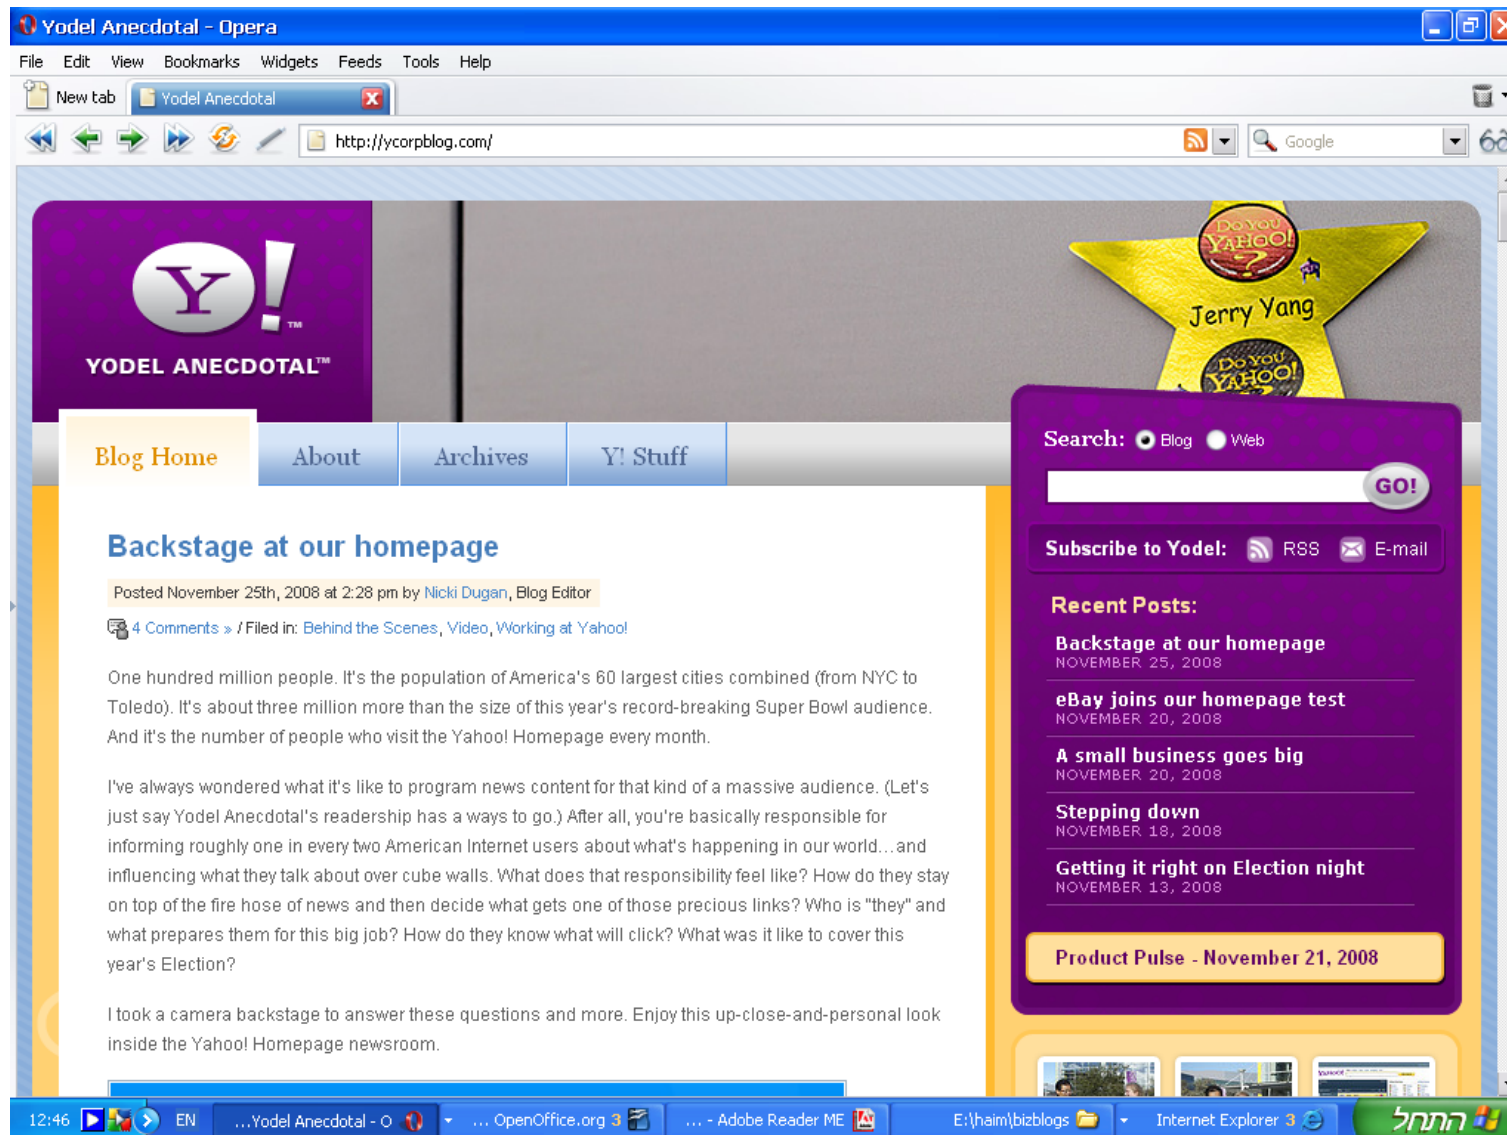 Yodel Anecdotal - Opera
File Edit View Bookmarks Widgets Feeds Tools Help
New tab Yodel Anecdotal
http://ycorpblog.com/ Google
Y! TM
YODEL ANECDOTAL™
DO YOU YAHOO! ?
Jerry Yang
DO YOU YAHOO!
Blog Home About Archives Y! Stuff
Search: Blog Web
GO!
Subscribe to Yodel: RSS E-mail
Backstage at our homepage
Posted November 25th, 2008 at 2:28 pm by Nicki Dugan, Blog Editor
4 Comments » / Filed in: Behind the Scenes, Video, Working at Yahoo!
One hundred million people. It's the population of America's 60 largest cities combined (from NYC to
Toledo). It's about three million more than the size of this year's record-breaking Super Bowl audience.
And it's the number of people who visit the Yahoo! Homepage every month.
I've always wondered what it's like to program news content for that kind of a massive audience. (Let's
just say Yodel Anecdotal's readership has a ways to go.) After all, you're basically responsible for
informing roughly one in every two American Internet users about what's happening in our world…and
influencing what they talk about over cube walls. What does that responsibility feel like? How do they stay
on top of the fire hose of news and then decide what gets one of those precious links? Who is "they" and
what prepares them for this big job? How do they know what will click? What was it like to cover this
year's Election?
I took a camera backstage to answer these questions and more. Enjoy this up-close-and-personal look
inside the Yahoo! Homepage newsroom.
Recent Posts:
Backstage at our homepage
NOVEMBER 25, 2008
eBay joins our homepage test
NOVEMBER 20, 2008
A small business goes big
NOVEMBER 20, 2008
Stepping down
NOVEMBER 18, 2008
Getting it right on Election night
NOVEMBER 13, 2008
Product Pulse - November 21, 2008
12:46 EN ...Yodel Anecdotal - O ... OpenOffice.org 3 ... - Adobe Reader ME E:\haim\bizblogs Internet Explorer 3 התחל